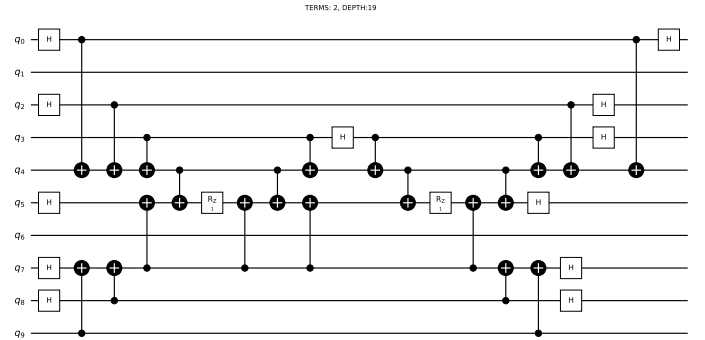 TERMS: 2, DEPTH:19
q0 H H
q1
q2 H H
q3 H H
q4
q5 H RZ 1 RZ 1 H
q6
q7 H H
q8 H H
q9